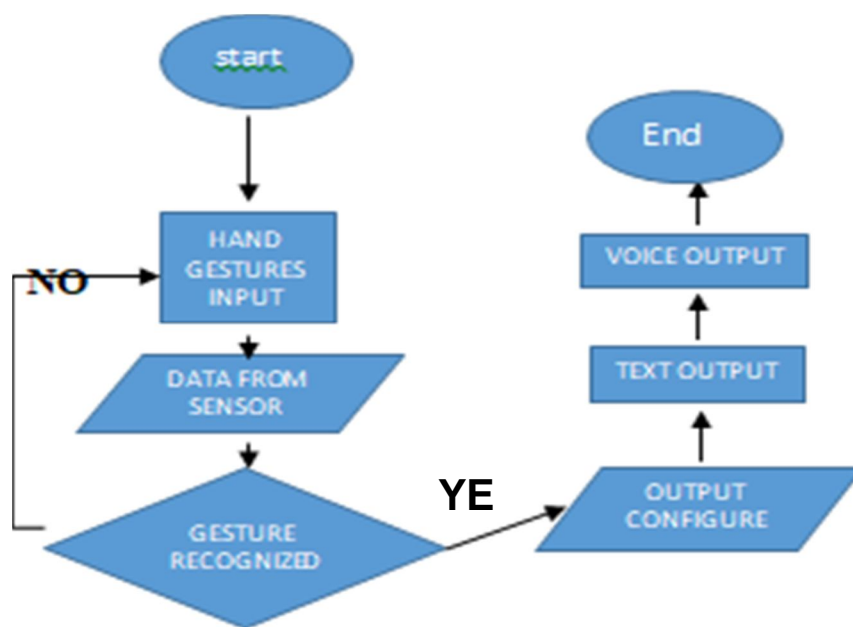 start
HAND
GESTURES
INPUT
NO
DATA FROM
SENSOR
GESTURE
RECOGNIZED
YE
OUTPUT
CONFIGURE
TEXT OUTPUT
VOICE OUTPUT
End